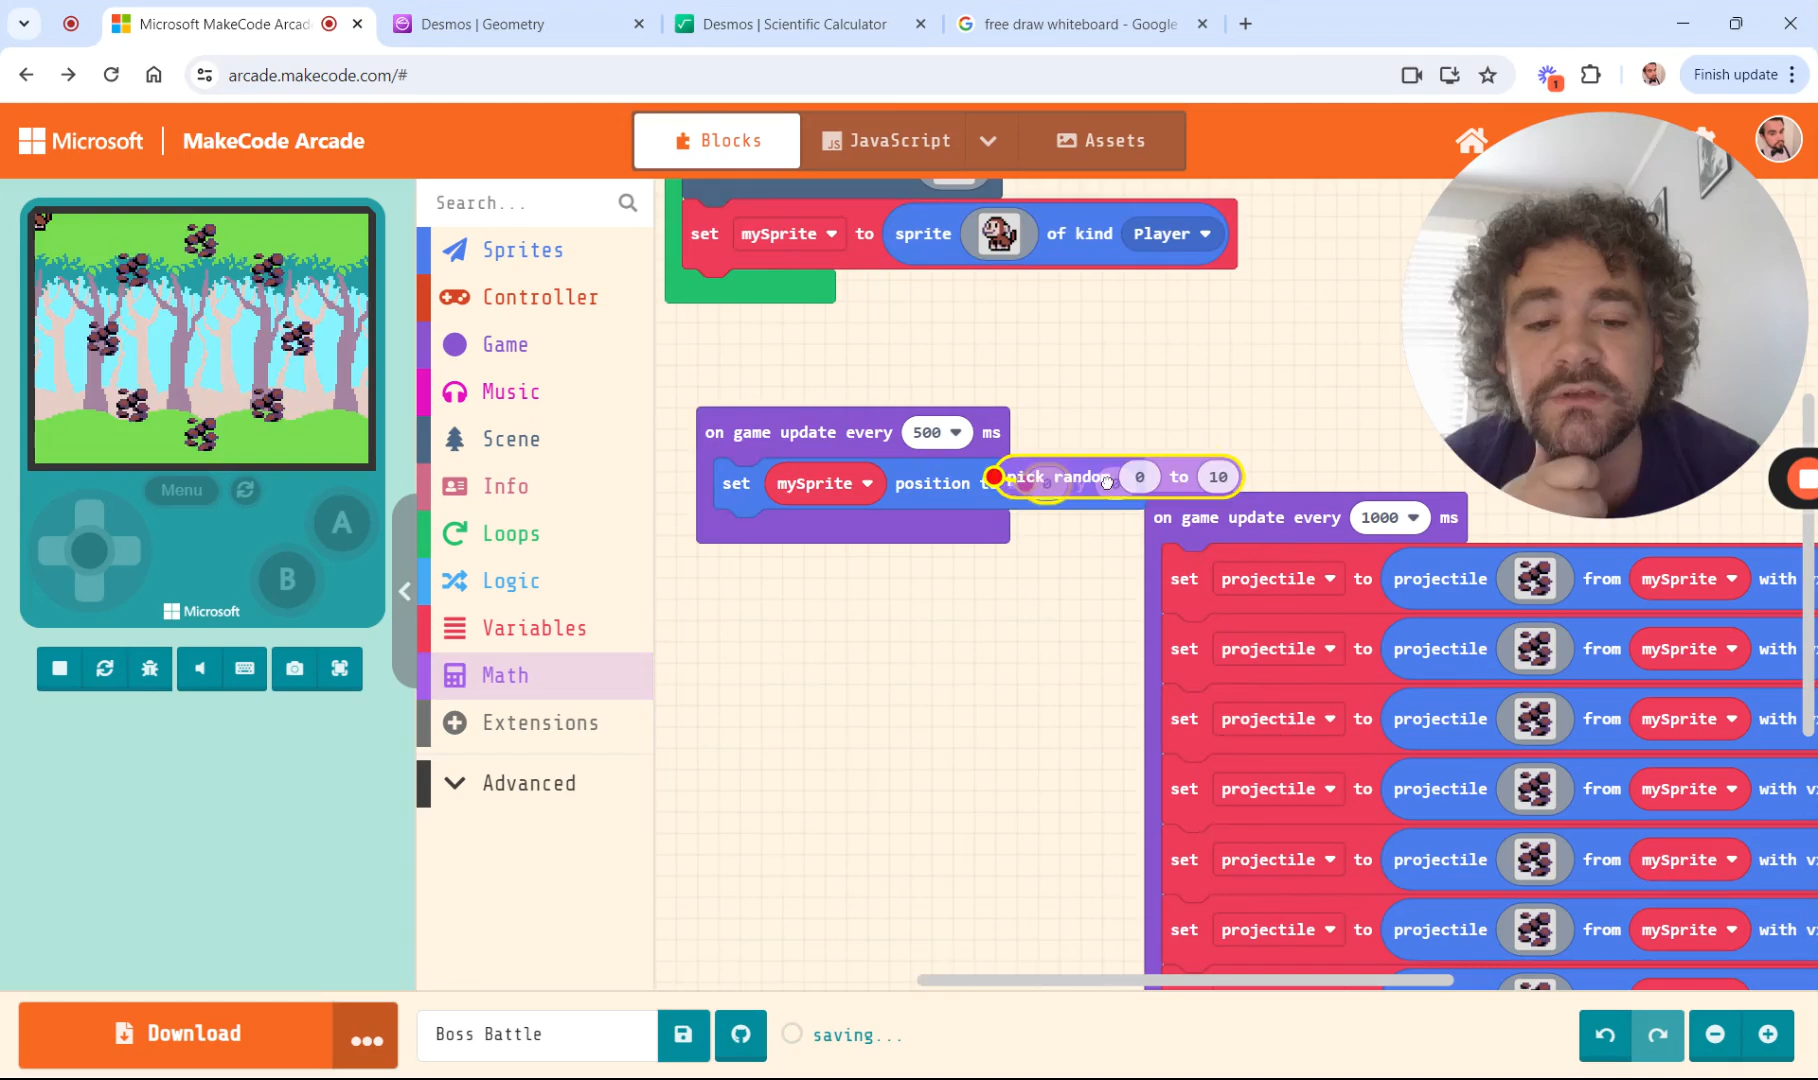 Microsoft MakeCode Arcade
Desmos | Geometry
Desmos | Scientific Calculator
free draw whiteboard - Google
arcade.makecode.com/#
1
Finish update
Microsoft
MakeCode Arcade
Blocks
JS JavaScript
Assets
Search...
Sprites
Controller
Game
Music
Scene
Info
Loops
Logic
Variables
Math
Extensions
Advanced
Menu
A
B
Microsoft
set mySprite to sprite of kind Player
on game update every 500 ms
set mySprite position
pick random 0 to 10
on game update every 1000 ms
set projectile to projectile from mySprite with
set projectile to projectile from mySprite with
set projectile to projectile from mySprite with
set projectile to projectile from mySprite with
set projectile to projectile from mySprite with
set projectile to projectile from mySprite with
Download
Boss Battle
saving...